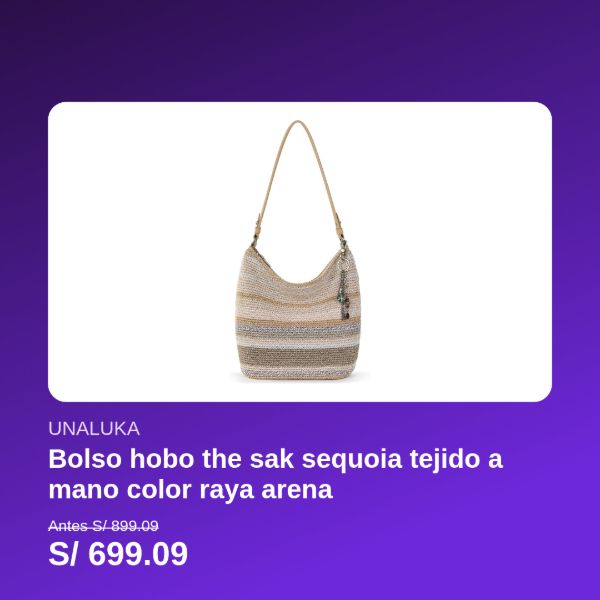 UNALUKA
Bolso hobo the sak sequoia tejido a
mano color raya arena
Antes S/ 899.09
S/ 699.09